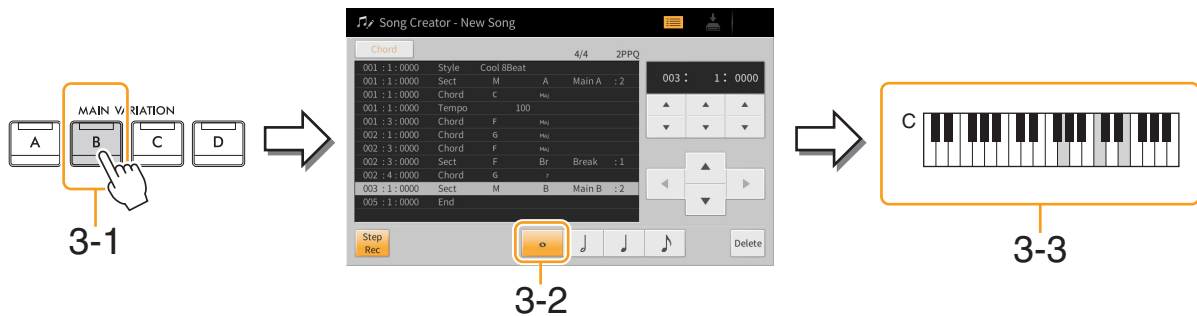 MAIN VARIATION
A B C D
3-1
Song Creator - New Song
Chord 4/4 2PPQ
001 : 1 : 0000 Style Cool 8Beat
001 : 1 : 0000 Sect M A Main A : 2
001 : 1 : 0000 Chord C Maj
001 : 1 : 0000 Tempo 100
001 : 3 : 0000 Chord F Maj
002 : 1 : 0000 Chord G Maj
002 : 3 : 0000 Chord F Maj
002 : 3 : 0000 Sect F Br Break : 1
002 : 4 : 0000 Chord G 7
003 : 1 : 0000 Sect M B Main B : 2
005 : 1 : 0000 End
003 : 1 : 0000
Step
Rec
Delete
3-2
C
3-3